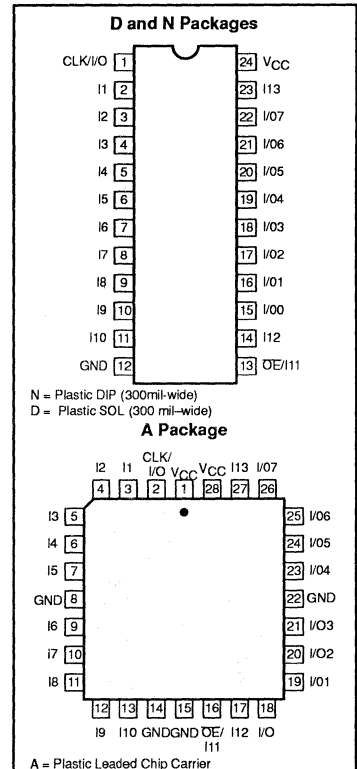 D and N Packages
CLK/I/O 1 24 VCC
I1 2 23 I13
I2 3 22 I/07
I3 4 21 I/06
I4 5 20 I/05
I5 6 19 I/04
I6 7 18 I/03
I7 8 17 I/02
I8 9 16 I/01
I9 10 15 I/00
I10 11 14 I12
GND 12 13 OE/I11
N = Plastic DIP (300mil-wide)
D = Plastic SOL (300 mil–wide)
A Package
I2 I1 CLK/ I/O VCC VCC I13 I/07
4 3 2 1 28 27 26
I3 5 25 I/06
I4 6 24 I/05
I5 7 23 I/04
GND 8 22 GND
I6 9 21 I/O3
I7 10 20 I/O2
I8 11 19 I/01
12 13 14 15 16 17 18
I9 I10 GND GND OE/ I12 I/O
I11
A = Plastic Leaded Chip Carrier